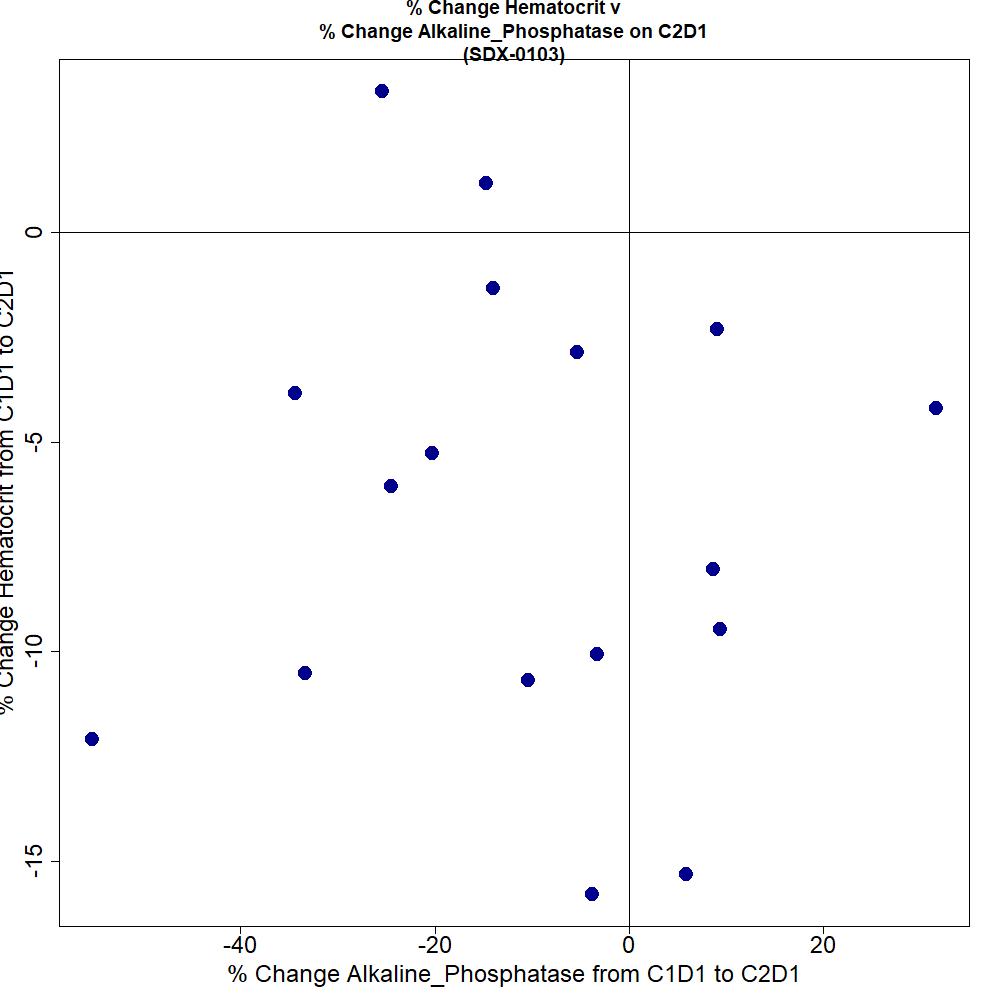 % Change Hematocrit v
% Change Alkaline_Phosphatase on C2D1
(SDX-0103)
% Change Hematocrit from C1D1 to C2D1
0
-5
-10
-15
-40
-20
0
20
% Change Alkaline_Phosphatase from C1D1 to C2D1